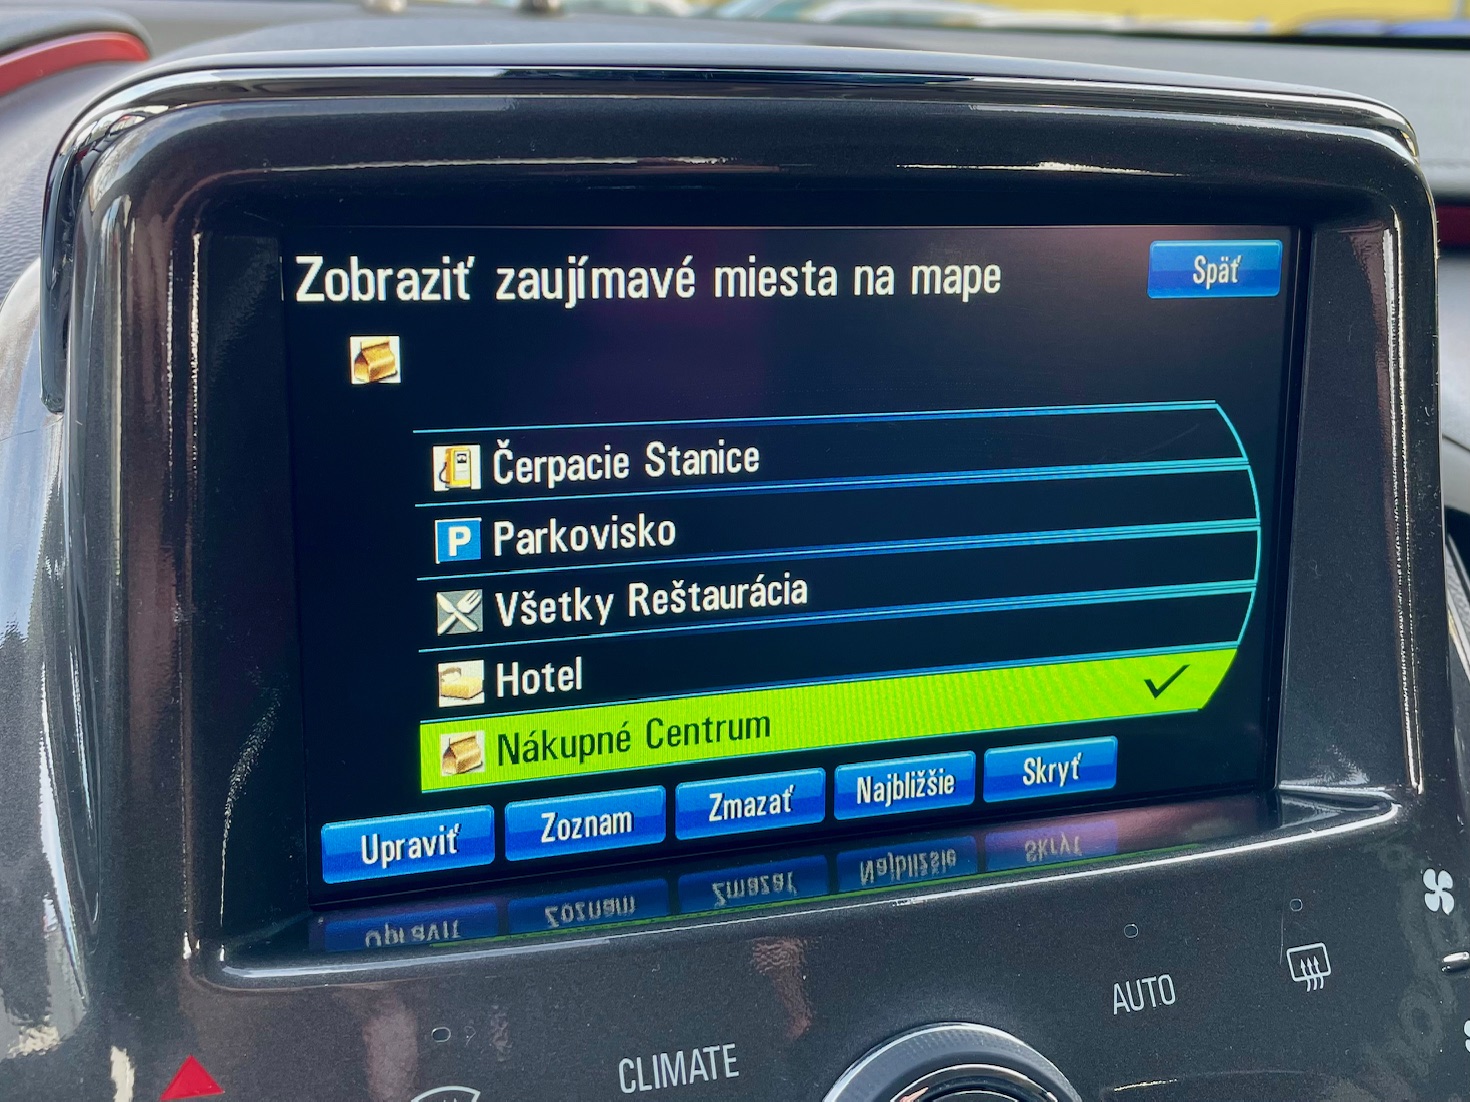 Zobraziť zaujímavé miesta na mape
Späť
Čerpacie Stanice
P Parkovisko
Všetky Reštaurácia
Hotel
Nákupné Centrum
Upraviť Zoznam Zmazať Najbližšie Skryť
AUTO
CLIMATE